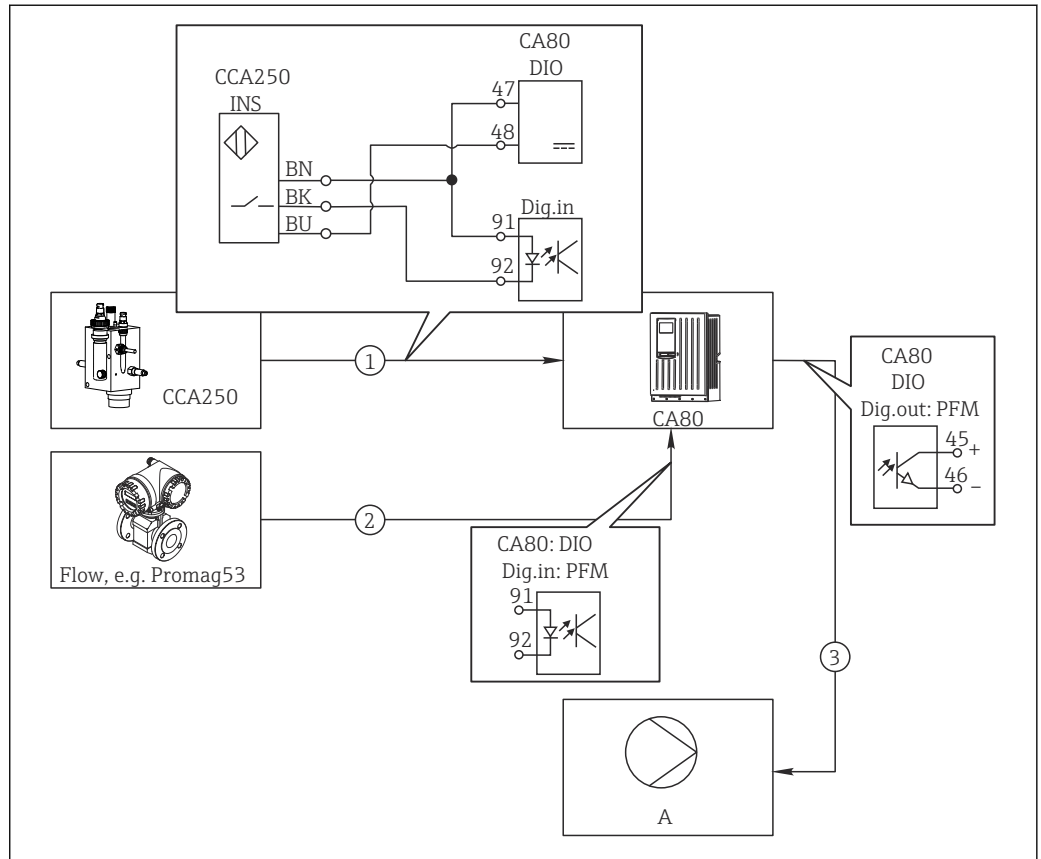 CA80
DIO
CCA250
INS
47
48
BN
BK
BU
Dig.in
91
92
CCA250
1
CA80
CA80
DIO
Dig.out: PFM
45
+
46
–
Flow, e.g. Promag53
2
CA80: DIO
Dig.in: PFM
91
92
3
A